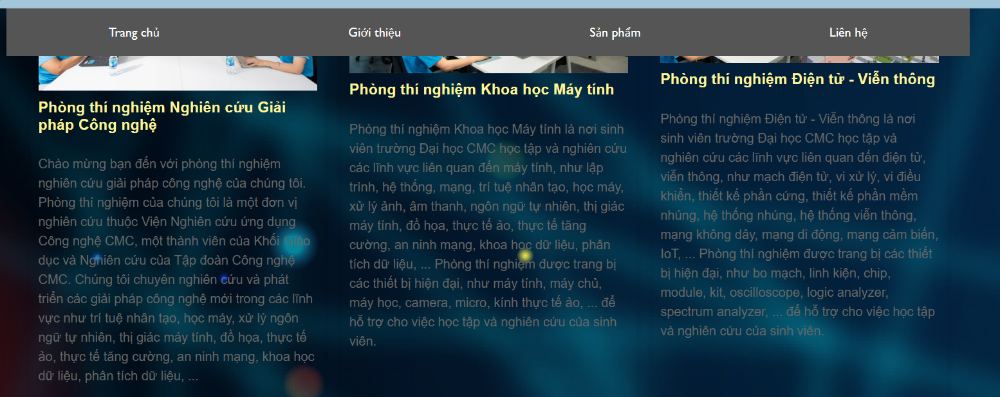 Trang chủ
Giới thiệu
Sản phẩm
Liên hệ
Phòng thí nghiệm Nghiên cứu Giải
pháp Công nghệ
Chào mừng bạn đến với phòng thí nghiệm
nghiên cứu giải pháp công nghệ của chúng tôi.
Phòng thí nghiệm của chúng tôi là một đơn vị
nghiên cứu thuộc Viện Nghiên cứu ứng dụng
Công nghệ CMC, một thành viên của Khối Giáo
dục và Nghiên cứu của Tập đoàn Công nghệ
CMC. Chúng tôi chuyên nghiên cứu và phát
triển các giải pháp công nghệ mới trong các lĩnh
vực như trí tuệ nhân tạo, học máy, xử lý ngôn
ngữ tự nhiên, thị giác máy tính, đồ họa, thực tế
ảo, thực tế tăng cường, an ninh mạng, khoa học
dữ liệu, phân tích dữ liệu, ...
Phòng thí nghiệm Khoa học Máy tính
Phòng thí nghiệm Khoa học Máy tính là nơi sinh
viên trường Đại học CMC học tập và nghiên cứu
các lĩnh vực liên quan đến máy tính, như lập
trình, hệ thống, mạng, trí tuệ nhân tạo, học máy,
xử lý ảnh, âm thanh, ngôn ngữ tự nhiên, thị giác
máy tính, đồ họa, thực tế ảo, thực tế tăng
cường, an ninh mạng, khoa học dữ liệu, phân
tích dữ liệu, ... Phòng thí nghiệm được trang bị
các thiết bị hiện đại, như máy tính, máy chủ,
máy học, camera, micro, kính thực tế ảo, ... để
hỗ trợ cho việc học tập và nghiên cứu của sinh
viên.
Phòng thí nghiệm Điện tử - Viễn thông
Phòng thí nghiệm Điện tử - Viễn thông là nơi
sinh viên trường Đại học CMC học tập và
nghiên cứu các lĩnh vực liên quan đến điện tử,
viễn thông, như mạch điện tử, vi xử lý, vi điều
khiển, thiết kế phần cứng, thiết kế phần mềm
nhúng, hệ thống nhúng, hệ thống viễn thông,
mạng không dây, mạng di động, mạng cảm biến,
IoT, ... Phòng thí nghiệm được trang bị các thiết
bị hiện đại, như bo mạch, linh kiện, chip,
module, kit, oscilloscope, logic analyzer,
spectrum analyzer, ... để hỗ trợ cho việc học tập
và nghiên cứu của sinh viên.